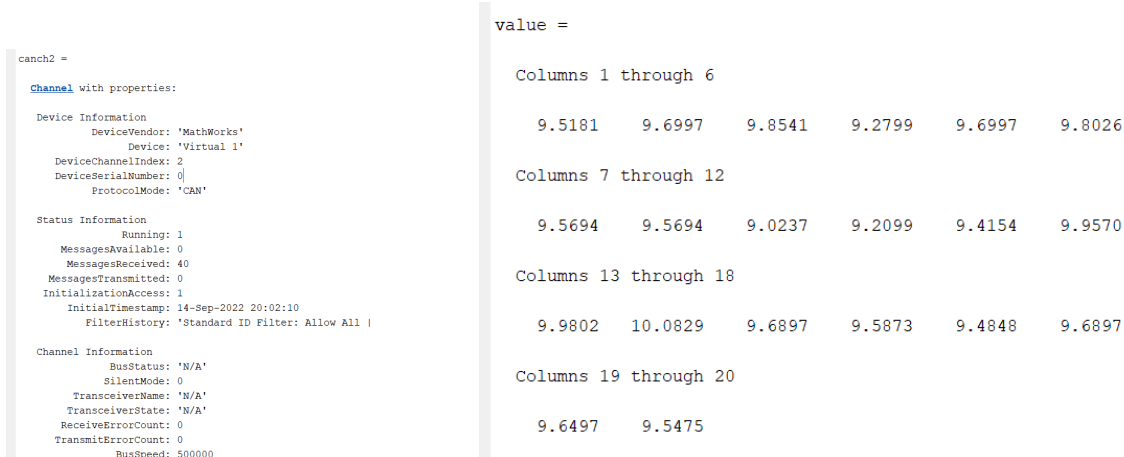 canch2 =
Channel with properties:
Device Information
DeviceVendor: 'MathWorks'
Device: 'Virtual 1'
DeviceChannelIndex: 2
DeviceSerialNumber: 0
ProtocolMode: 'CAN'
Status Information
Running: 1
MessagesAvailable: 0
MessagesReceived: 40
MessagesTransmitted: 0
InitializationAccess: 1
InitialTimestamp: 14-Sep-2022 20:02:10
FilterHistory: 'Standard ID Filter: Allow All |
Channel Information
BusStatus: 'N/A'
SilentMode: 0
TransceiverName: 'N/A'
TransceiverState: 'N/A'
ReceiveErrorCount: 0
TransmitErrorCount: 0
BusSpeed: 500000
value =
Columns 1 through 6
9.5181 9.6997 9.8541 9.2799 9.6997 9.8026
Columns 7 through 12
9.5694 9.5694 9.0237 9.2099 9.4154 9.9570
Columns 13 through 18
9.9802 10.0829 9.6897 9.5873 9.4848 9.6897
Columns 19 through 20
9.6497 9.5475